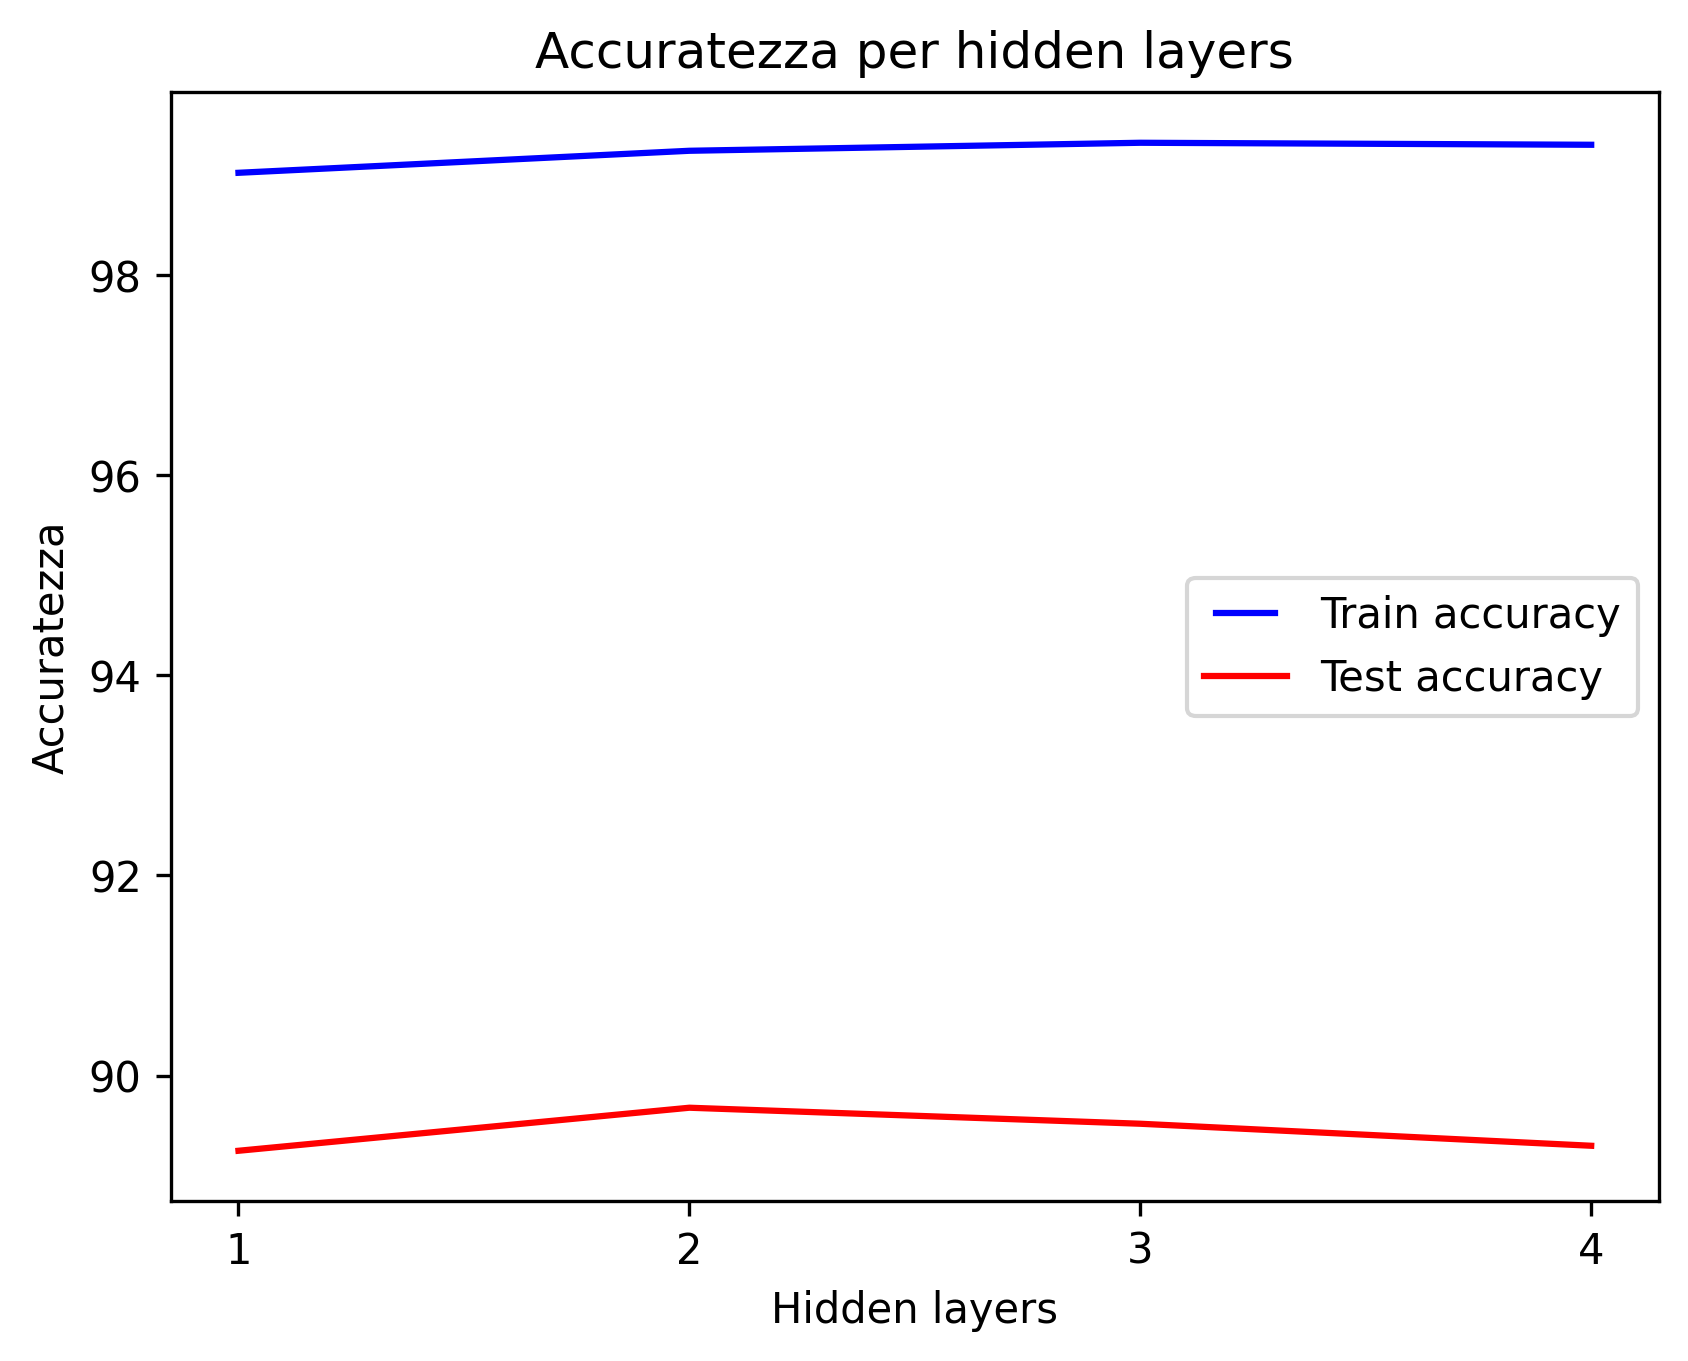 Accuratezza per hidden layers
98
96
94
92
90
Accuratezza
Train accuracy
Test accuracy
1 2 3 4
Hidden layers